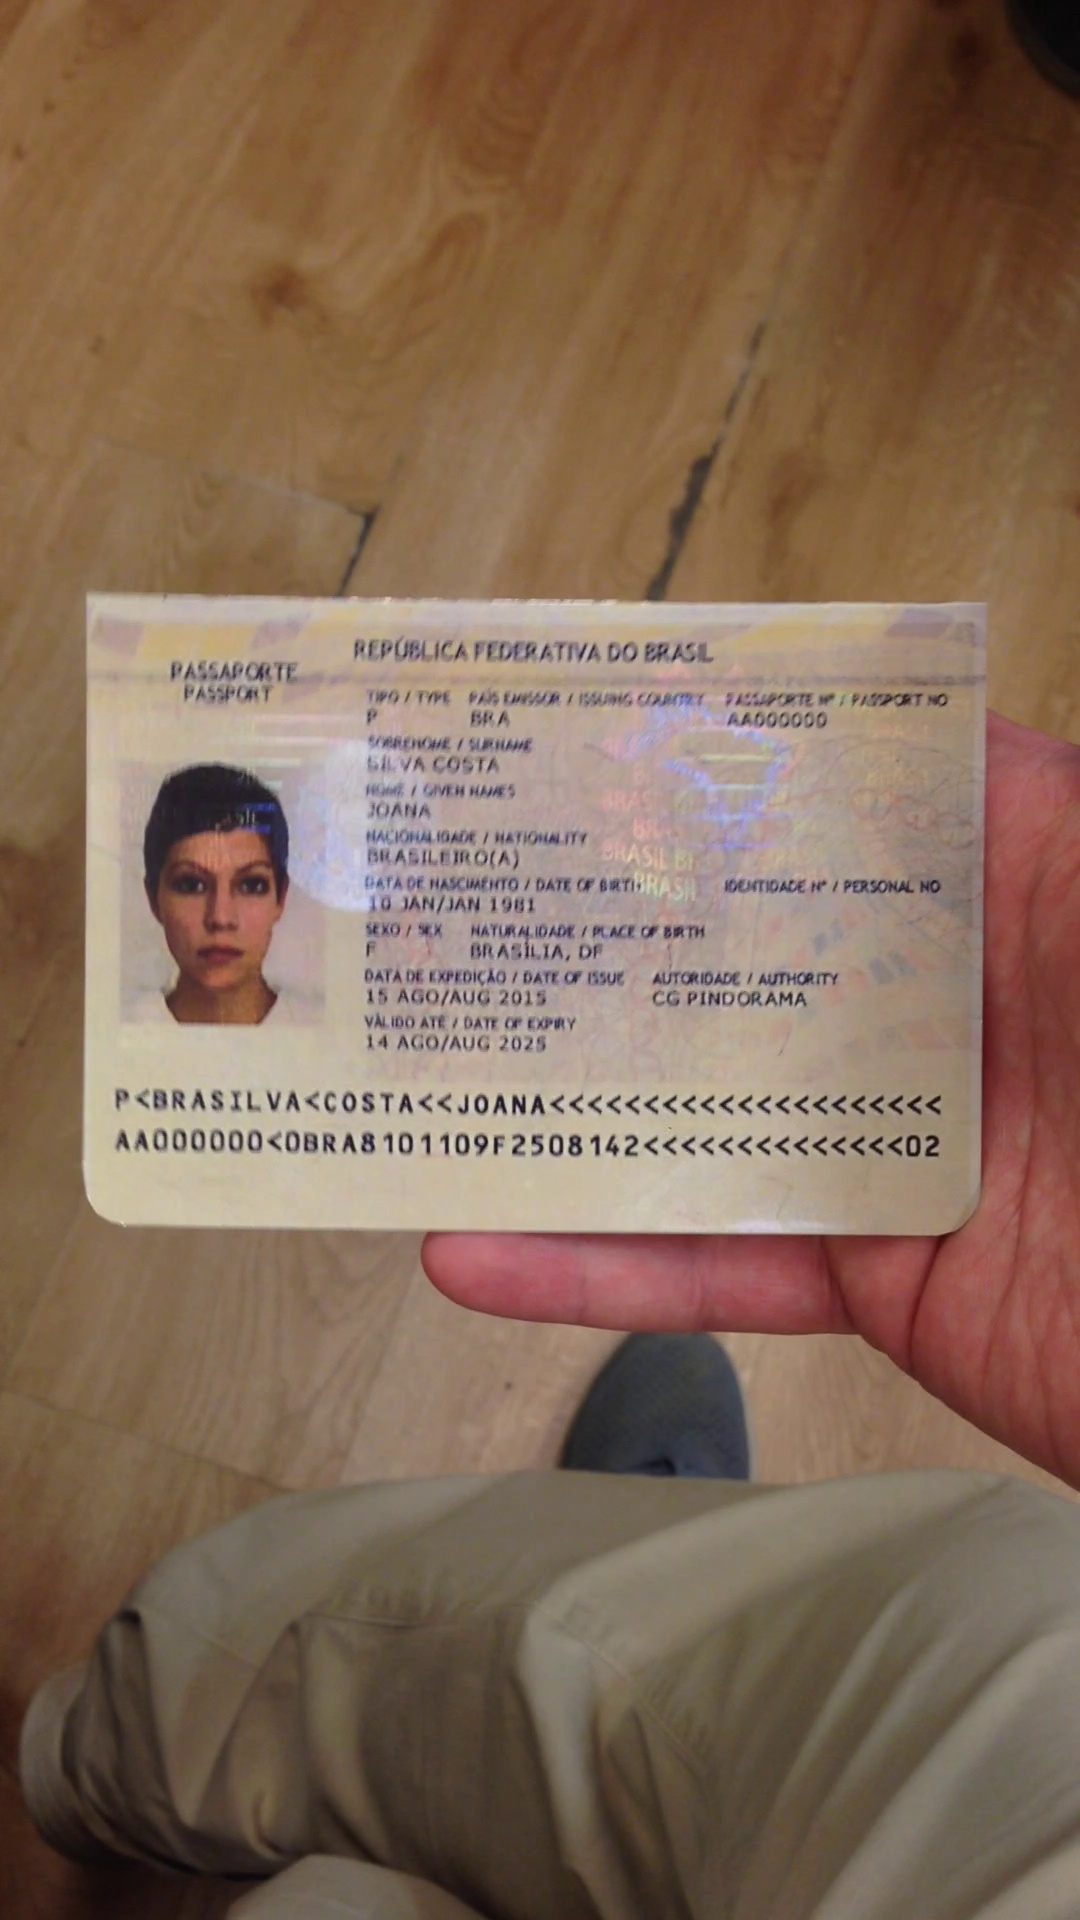 REPÚBLICA FEDERATIVA DO BRASIL
PASSAPORTE
PASSPORT
TIPO / TYPE PAÍS EMISSOR / ISSUING COUNTRY PASSAPORTE Nº / PASSPORT NO
P BRA AA000000
SOBRENOME / SURNAME
SILVA COSTA
NOME / GIVEN NAMES
JOANA
NACIONALIDADE / NATIONALITY
BRASILEIRO(A)
DATA DE NASCIMENTO / DATE OF BIRTH IDENTIDADE Nº / PERSONAL NO
10 JAN/JAN 1981
SEXO / SEX NATURALIDADE / PLACE OF BIRTH
F BRASÍLIA, DF
DATA DE EXPEDIÇÃO / DATE OF ISSUE AUTORIDADE / AUTHORITY
15 AGO/AUG 2015 CG PINDORAMA
VÁLIDO ATÉ / DATE OF EXPIRY
14 AGO/AUG 2025
P<BRASILVA<COSTA<<JOANA<<<<<<<<<<<<<<<<<<<<<
AA000000<0BRA8101109F2508142<<<<<<<<<<<<<<02
BRASIL
BRASIL